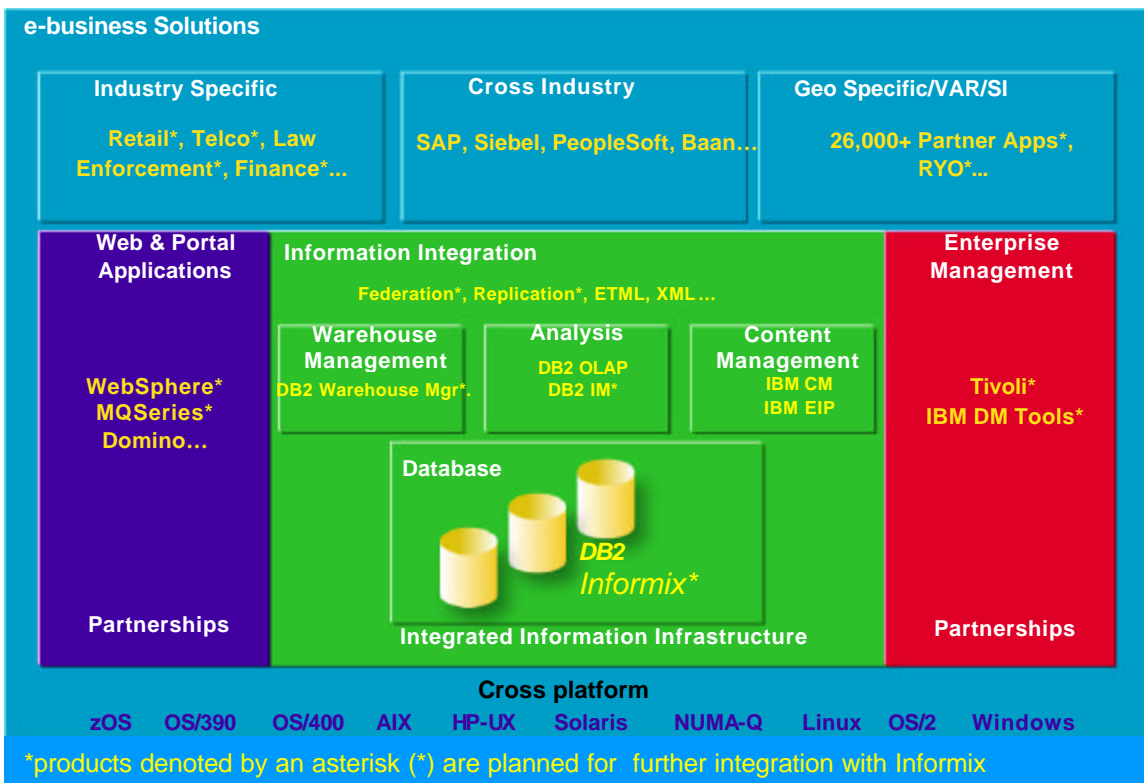 e-business Solutions
Industry Specific
Retail*, Telco*, Law
Enforcement*, Finance*...
Cross Industry
SAP, Siebel, PeopleSoft, Baan…
Geo Specific/VAR/SI
26,000+ Partner Apps*,
RYO*...
Web & Portal
Applications
WebSphere*
MQSeries*
Domino…
Partnerships
Information Integration
Federation*, Replication*, ETML, XML…
Warehouse
Management
DB2 Warehouse Mgr*.
Analysis
DB2 OLAP
DB2 IM*
Content
Management
IBM CM
IBM EIP
Database
DB2
Informix*
Integrated Information Infrastructure
Enterprise
Management
Tivoli*
IBM DM Tools*
Partnerships
Cross platform
zOS OS/390 OS/400 AIX HP-UX Solaris NUMA-Q Linux OS/2 Windows
*products denoted by an asterisk (*) are planned for further integration with Informix